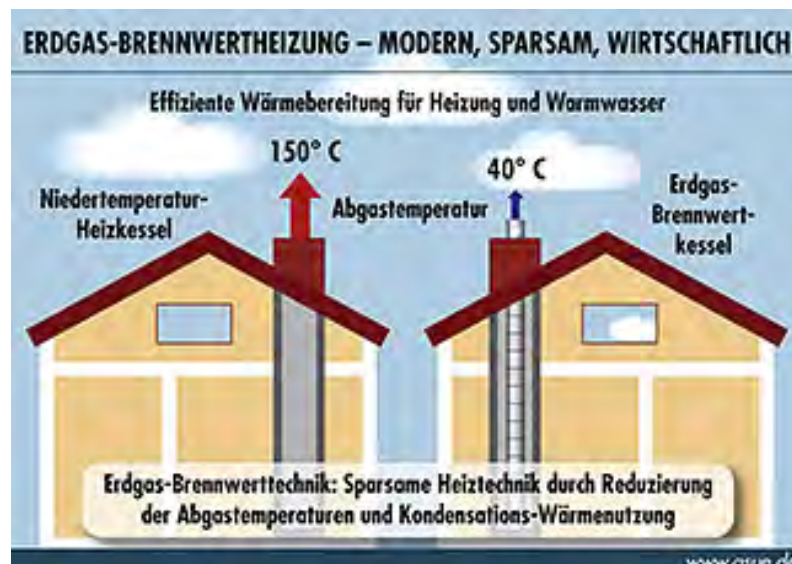 ERDGAS-BRENNWERTHEIZUNG – MODERN, SPARSAM, WIRTSCHAFTLICH
Effiziente Wärmebereitung für Heizung und Warmwasser
150° C
40° C
Niedertemperatur-
Heizkessel
Abgastemperatur
Erdgas-
Brennwert-
kessel
Erdgas-Brennwerttechnik: Sparsame Heiztechnik durch Reduzierung
der Abgastemperaturen und Kondensations-Wärmenutzung